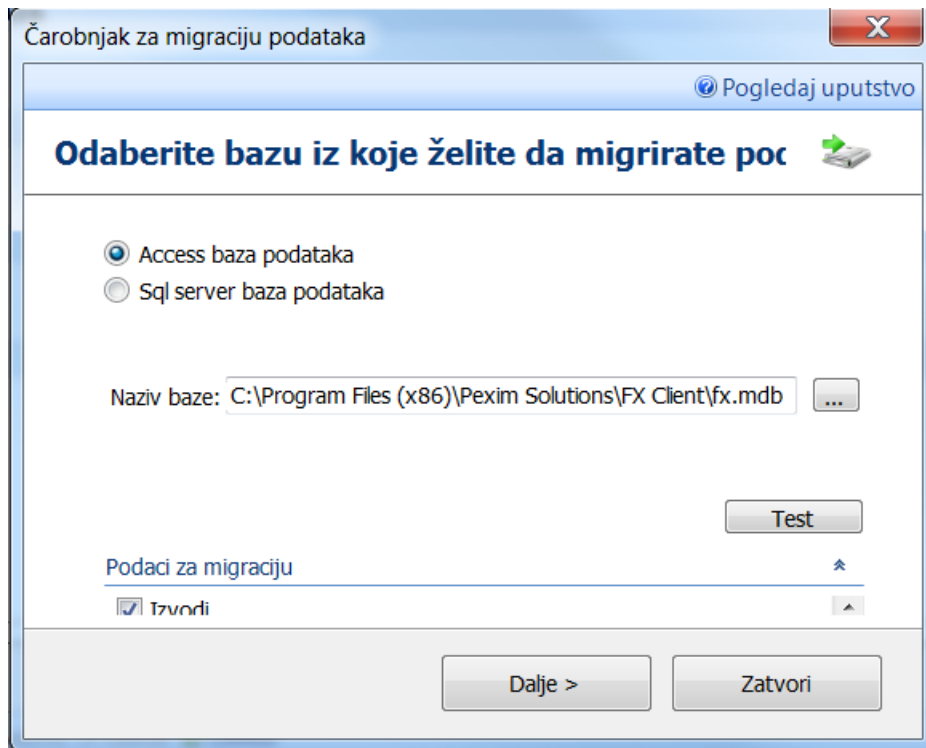 Čarobnjak za migraciju podataka
Pogledaj uputstvo
Odaberite bazu iz koje želite da migrirate poc
Access baza podataka
Sql server baza podataka
Naziv baze: C:\Program Files (x86)\Pexim Solutions\FX Client\fx.mdb ...
Test
Podaci za migraciju
Izvodi
Dalje > Zatvori